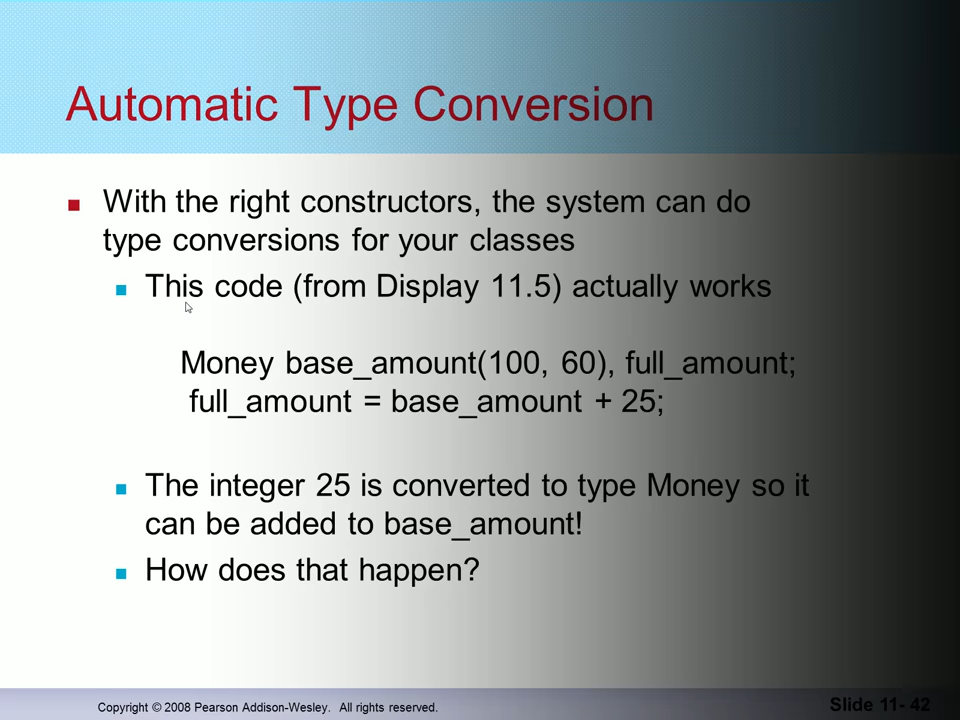 Automatic Type Conversion
With the right constructors, the system can do
type conversions for your classes
This code (from Display 11.5) actually works
Money base_amount(100, 60), full_amount;
full_amount = base_amount + 25;
The integer 25 is converted to type Money so it
can be added to base_amount!
How does that happen?
Copyright © 2008 Pearson Addison-Wesley. All rights reserved.
Slide 11- 42